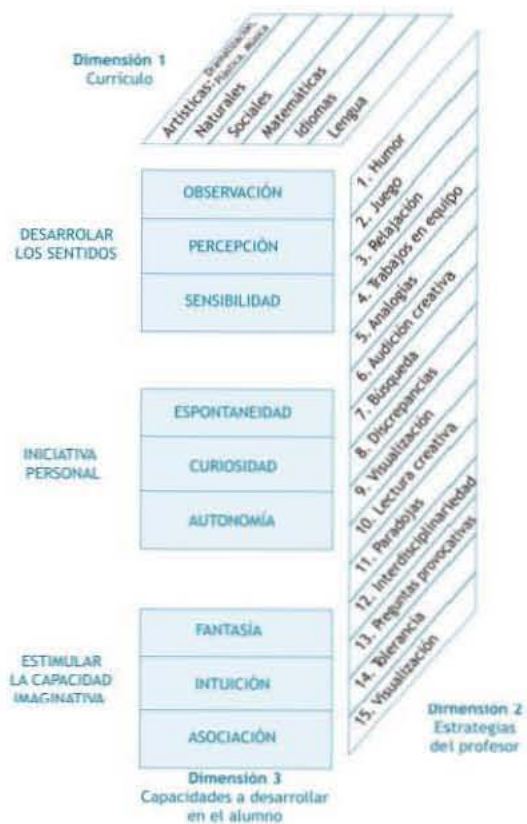 Dimensión 1
Currículo
Artísticas: Dramatización,
Plástica, Música
Naturales
Sociales
Matemáticas
Idiomas
Lengua
DESARROLAR
LOS SENTIDOS
OBSERVACIÓN
PERCEPCIÓN
SENSIBILIDAD
INICIATIVA
PERSONAL
ESPONTANEIDAD
CURIOSIDAD
AUTONOMÍA
ESTIMULAR
LA CAPACIDAD
IMAGINATIVA
FANTASÍA
INTUICIÓN
ASOCIACIÓN
1. Humor
2. Juego
3. Relajación
4. Trabajos en equipo
5. Analogías
6. Audición creativa
7. Búsqueda
8. Discrepancias
9. Visualización
10. Lectura creativa
11. Paradojas
12. Interdisciplinariedad
13. Preguntas provocativas
14. Tolerancia
15. Visualización
Dimensión 2
Estrategias
del profesor
Dimensión 3
Capacidades a desarrollar
en el alumno